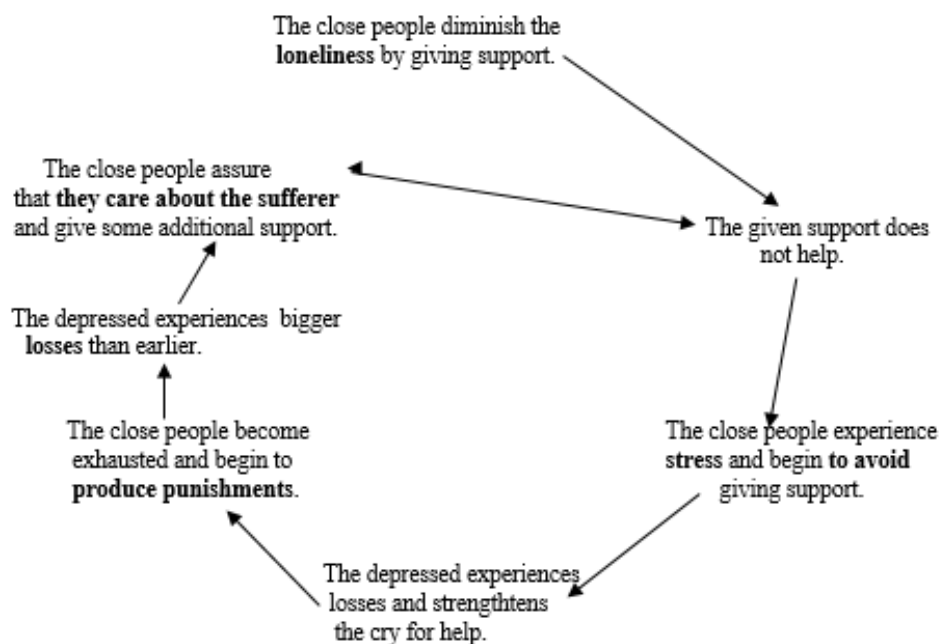 The close people diminish the
loneliness by giving support.
The close people assure
that they care about the sufferer
and give some additional support.
The given support does
not help.
The depressed experiences bigger
losses than earlier.
The close people become
exhausted and begin to
produce punishments.
The close people experience
stress and begin to avoid
giving support.
The depressed experiences
losses and strengthtens
the cry for help.